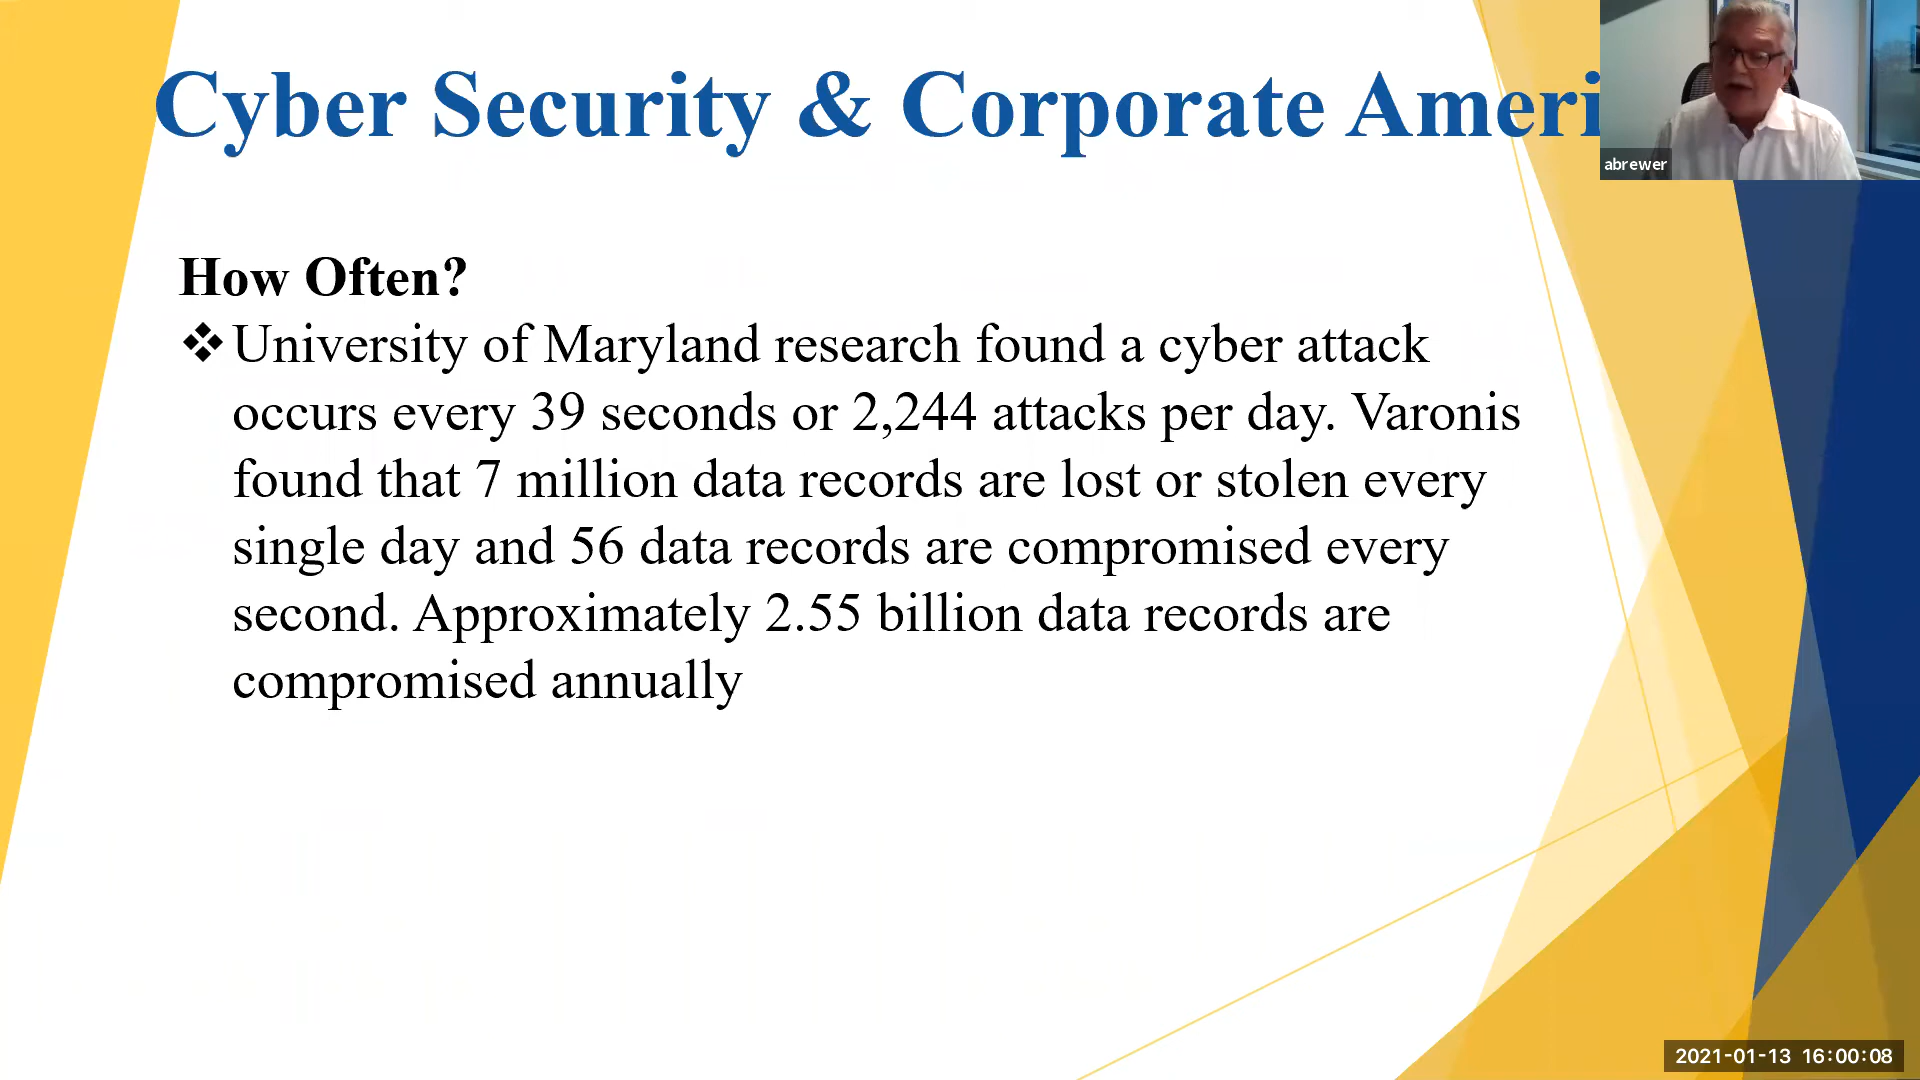 Cyber Security & Corporate Ameri
abrewer
How Often?
❖University of Maryland research found a cyber attack
occurs every 39 seconds or 2,244 attacks per day. Varonis
found that 7 million data records are lost or stolen every
single day and 56 data records are compromised every
second. Approximately 2.55 billion data records are
compromised annually
2021-01-13 16:00:08